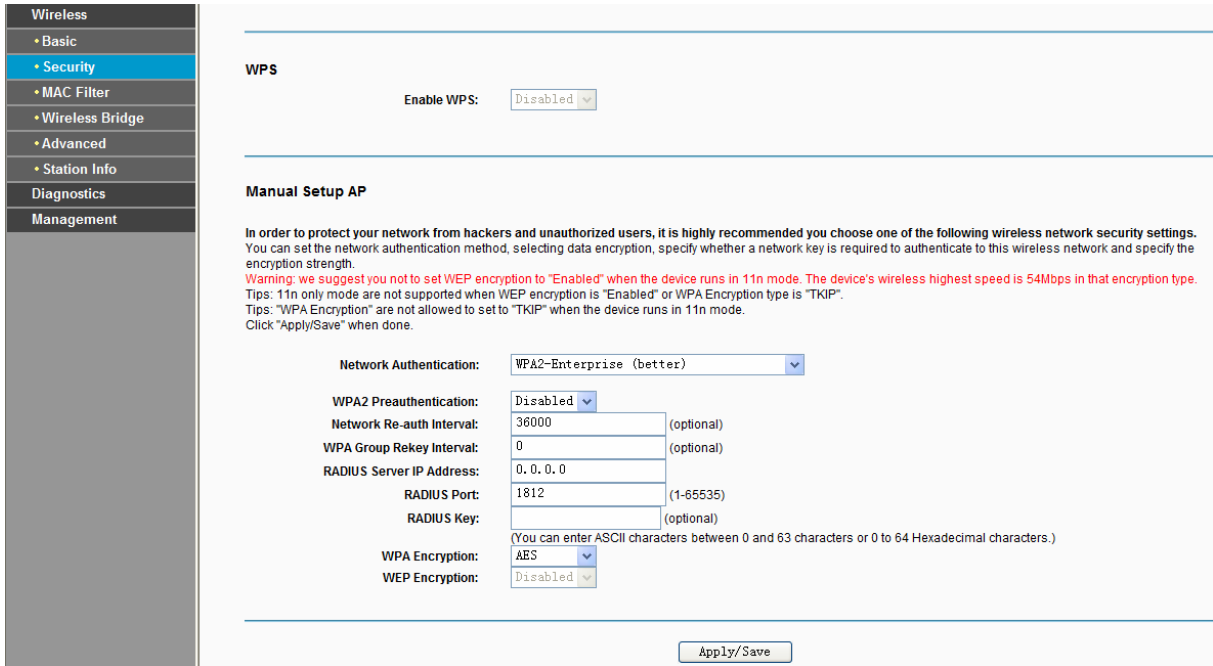 Wireless
• Basic
• Security
• MAC Filter
• Wireless Bridge
• Advanced
• Station Info
Diagnostics
Management
WPS
Enable WPS: Disabled
Manual Setup AP
In order to protect your network from hackers and unauthorized users, it is highly recommended you choose one of the following wireless network security settings.
You can set the network authentication method, selecting data encryption, specify whether a network key is required to authenticate to this wireless network and specify the
encryption strength.
Warning: we suggest you not to set WEP encryption to "Enabled" when the device runs in 11n mode. The device's wireless highest speed is 54Mbps in that encryption type.
Tips: 11n only mode are not supported when WEP encryption is "Enabled" or WPA Encryption type is "TKIP".
Tips: "WPA Encryption" are not allowed to set to "TKIP" when the device runs in 11n mode.
Click "Apply/Save" when done.
Network Authentication: WPA2-Enterprise (better)
WPA2 Preauthentication: Disabled
Network Re-auth Interval: 36000 (optional)
WPA Group Rekey Interval: 0 (optional)
RADIUS Server IP Address: 0.0.0.0
RADIUS Port: 1812 (1-65535)
RADIUS Key: (optional)
(You can enter ASCII characters between 0 and 63 characters or 0 to 64 Hexadecimal characters.)
WPA Encryption: AES
WEP Encryption: Disabled
Apply/Save